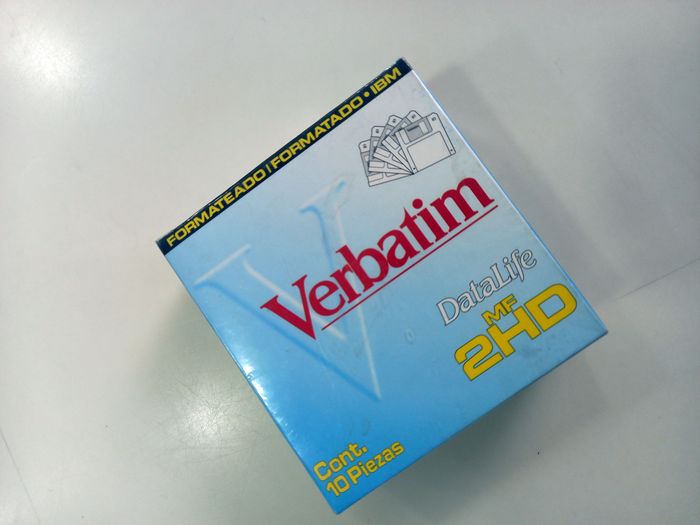 FORMATEADO / FORMATADO • IBM
Verbatim
DataLife
MF
2HD
Cont.
10 Piezas